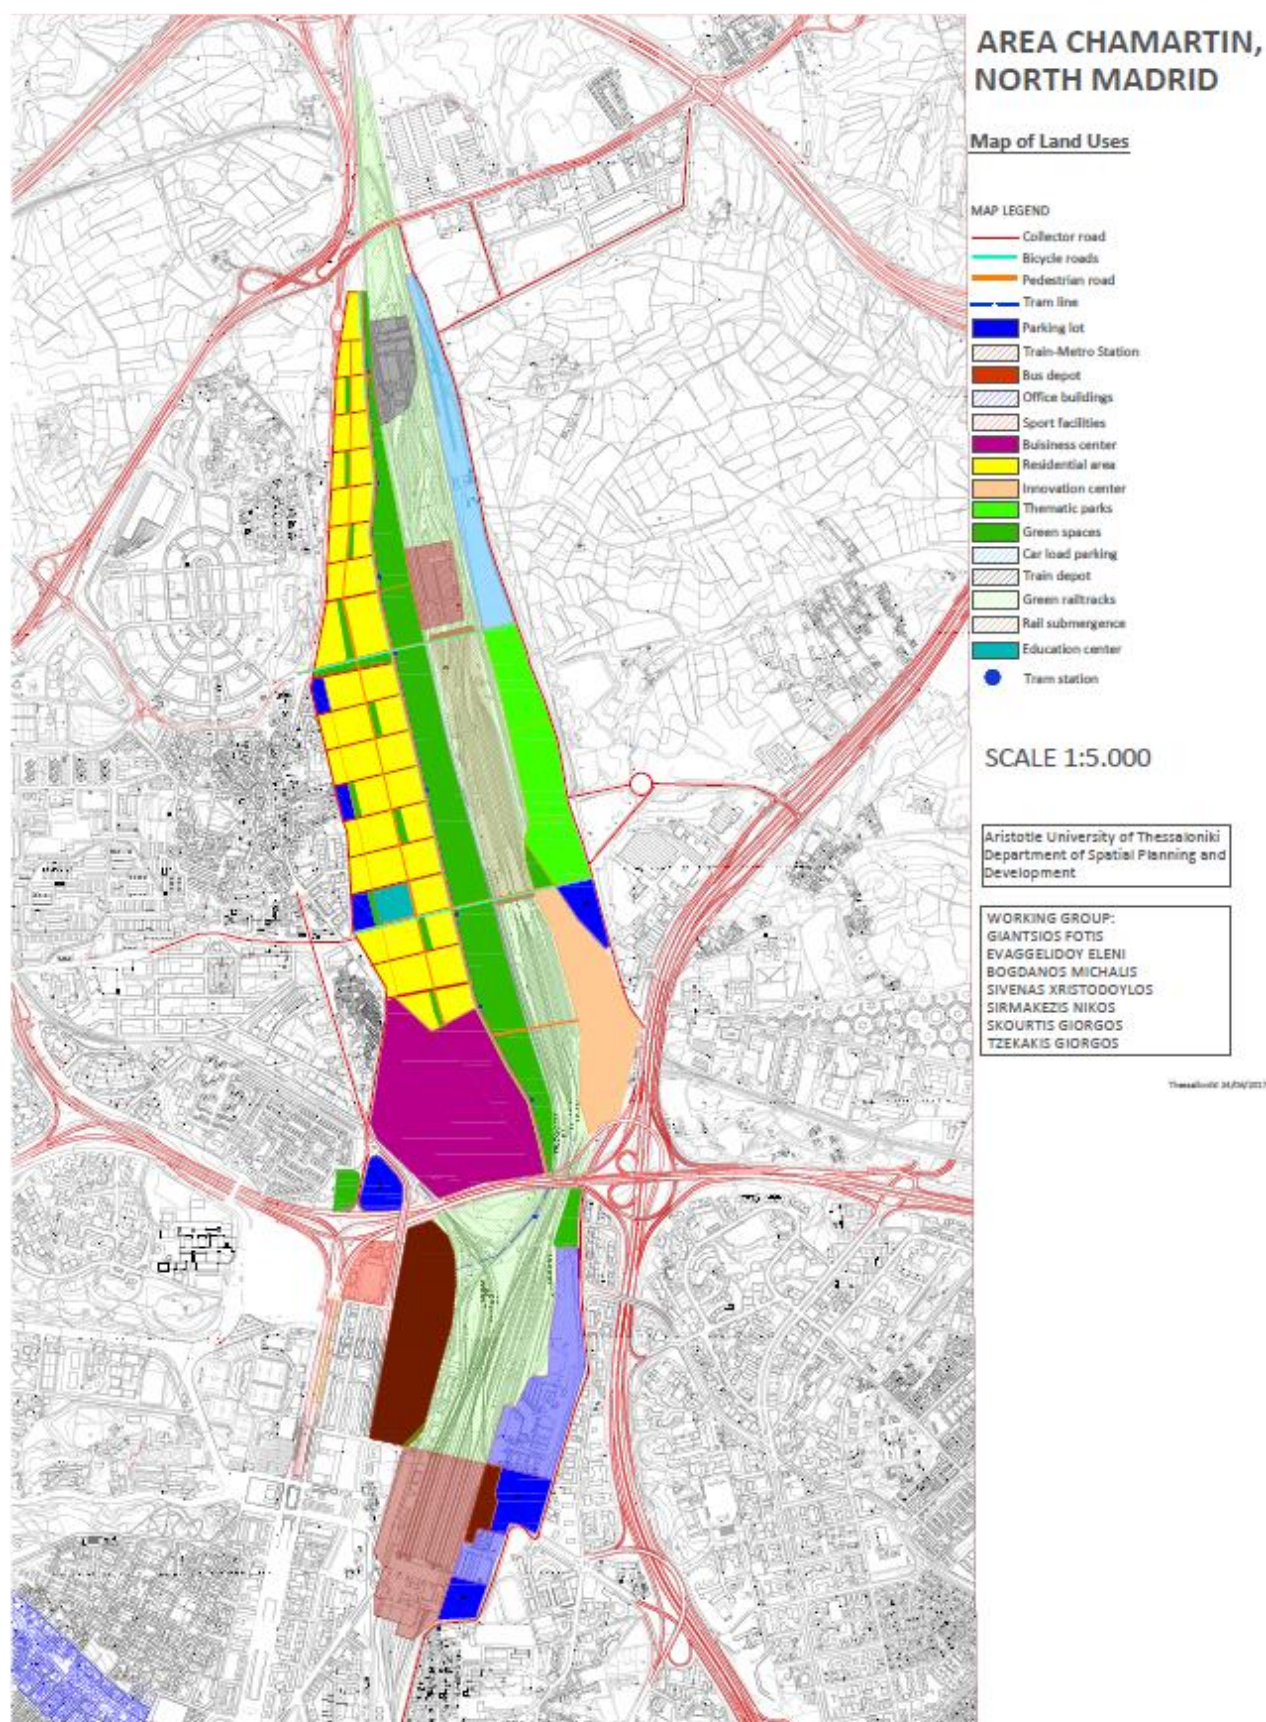 AREA CHAMARTIN,
NORTH MADRID
Map of Land Uses
MAP LEGEND
Collector road
Bicycle roads
Pedestrian road
Tram line
Parking lot
Train-Metro Station
Bus depot
Office buildings
Sport facilities
Buisiness center
Residential area
Innovation center
Thematic parks
Green spaces
Car load parking
Train depot
Green railtracks
Rail submergence
Education center
Tram station
SCALE 1:5.000
Aristotle University of Thessaloniki
Department of Spatial Planning and
Development
WORKING GROUP:
GIANTSIOS FOTIS
EVAGGELIDOY ELENI
BOGDANOS MICHALIS
SIVENAS XRISTODOYLOS
SIRMAKEZIS NIKOS
SKOURTIS GIORGOS
TZEKAKIS GIORGOS